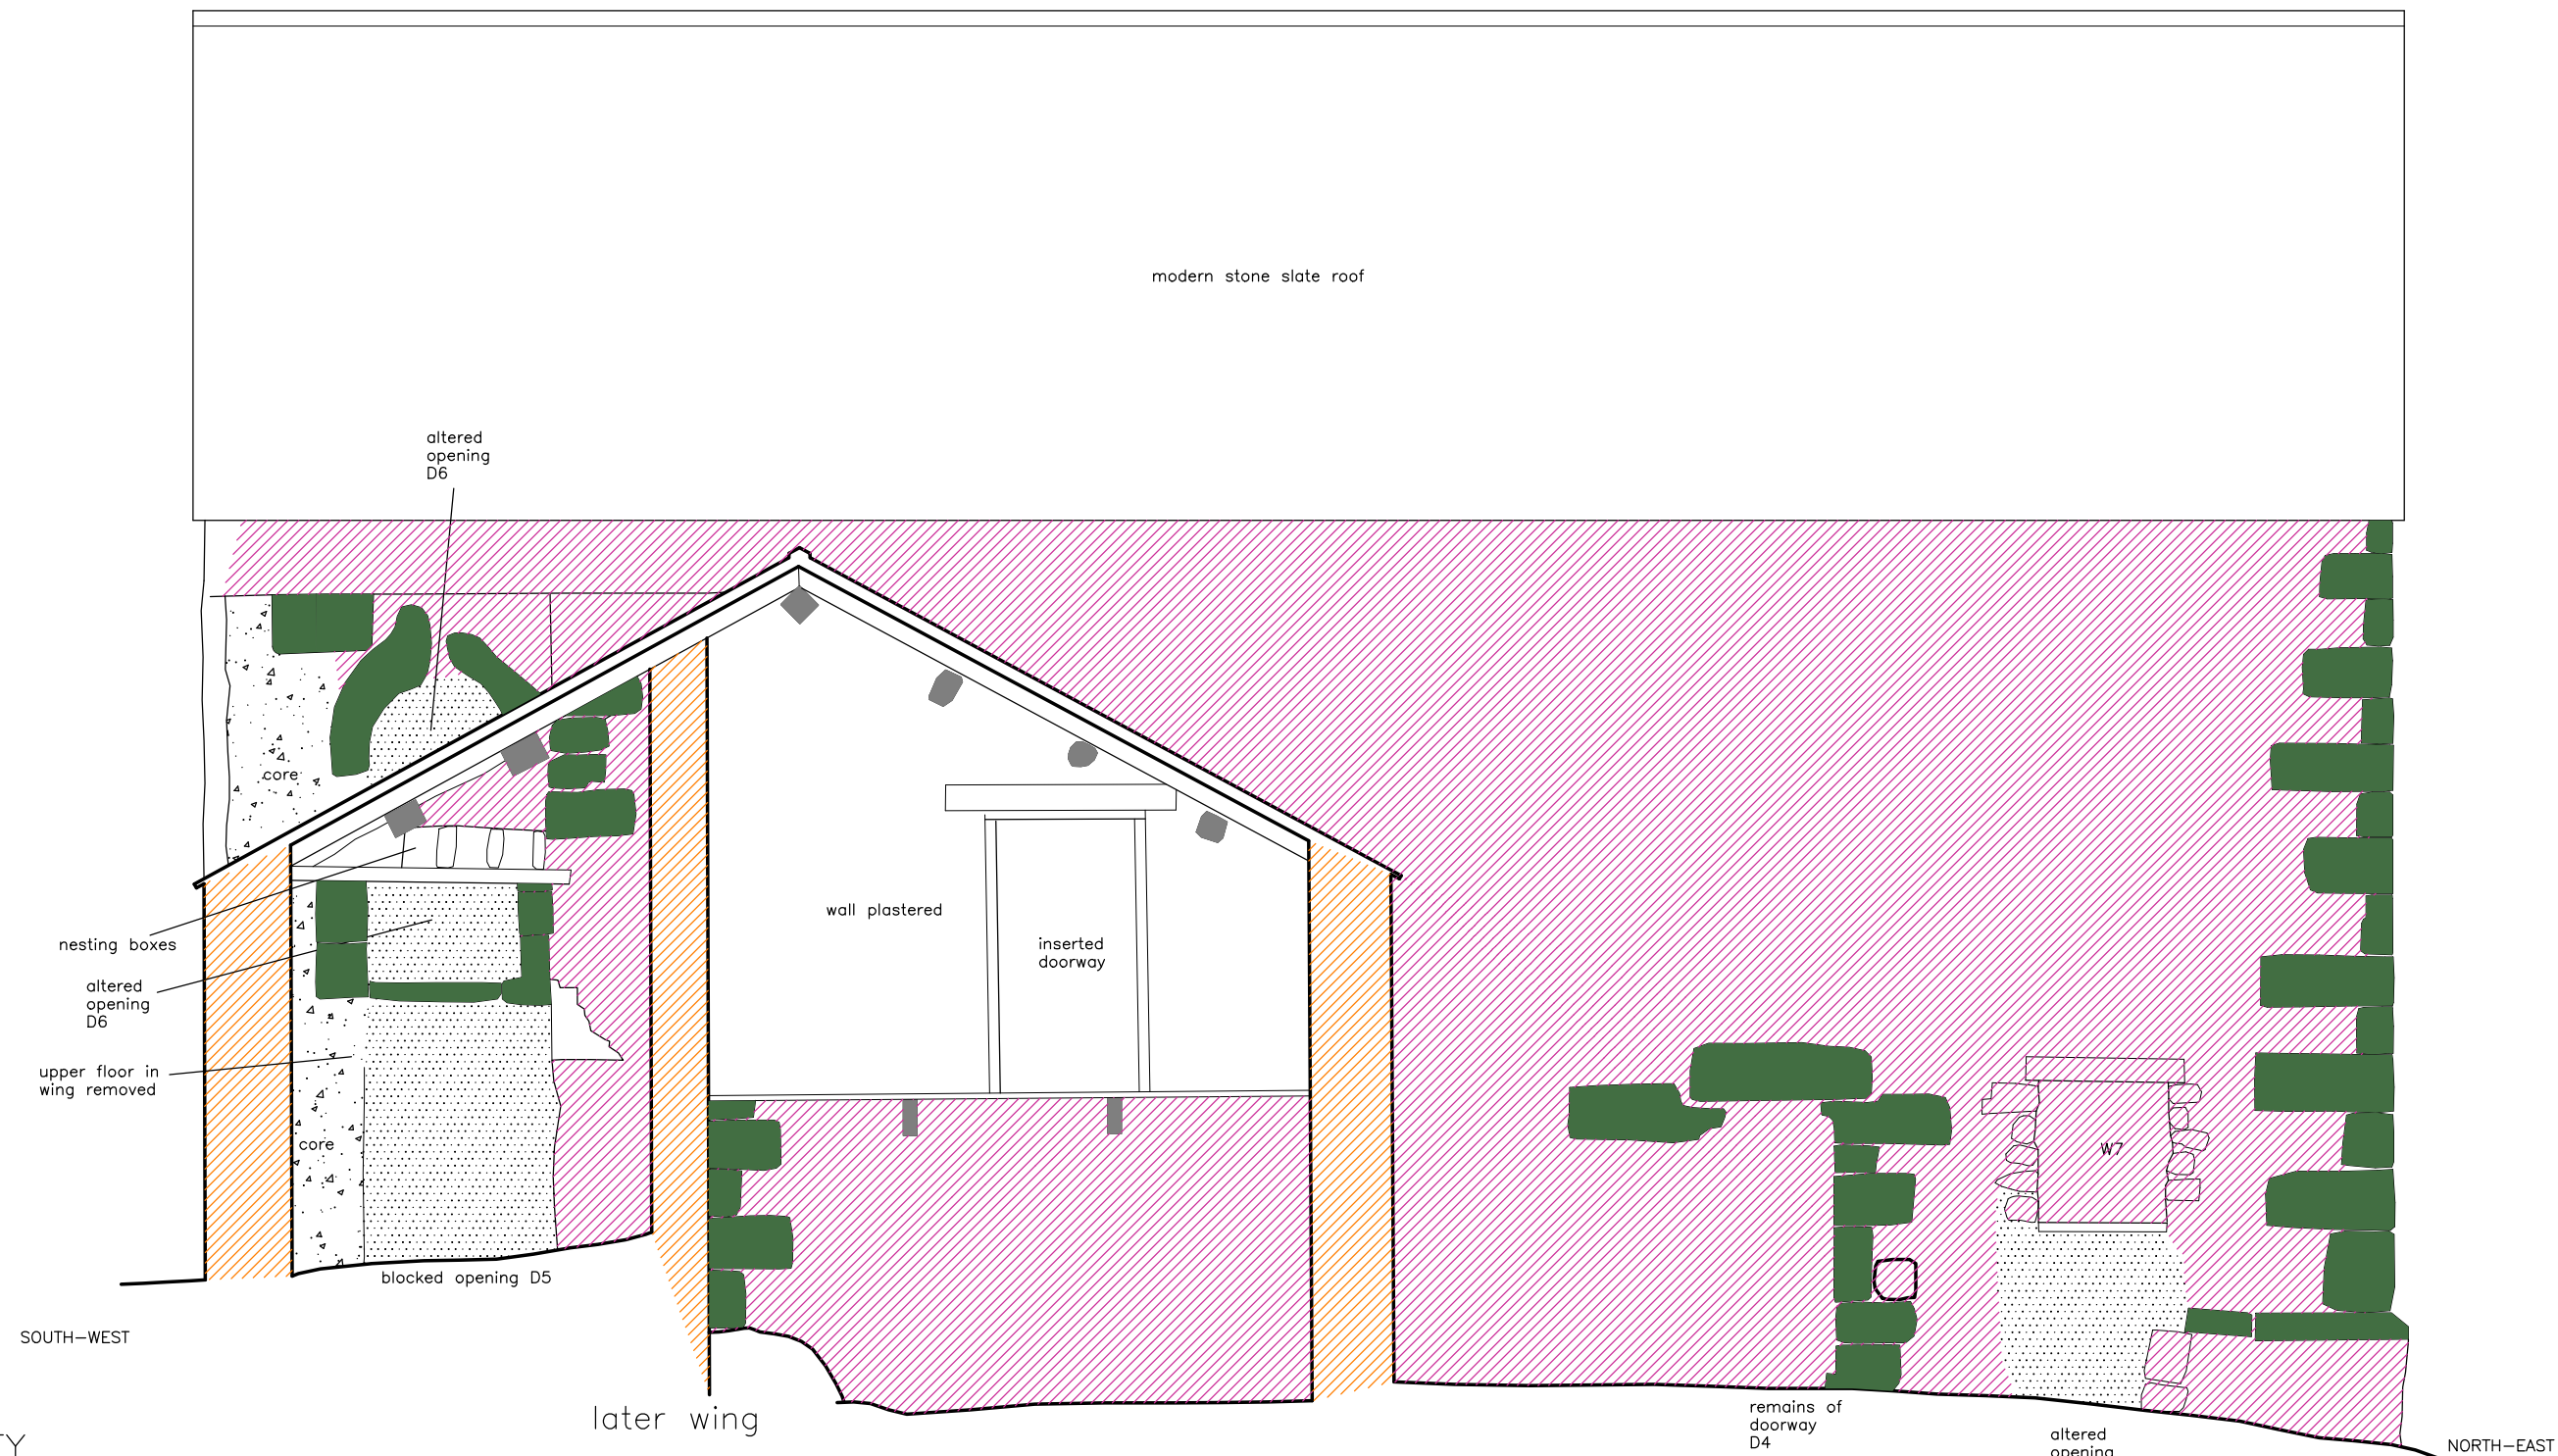 modern stone slate roof
altered
opening
D6
core
nesting boxes
altered
opening
D6
upper floor in
wing removed
core
wall plastered
inserted
doorway
W7
blocked opening D5
SOUTH-WEST
later wing
remains of
doorway
D4
altered
opening
NORTH-EAST
TY